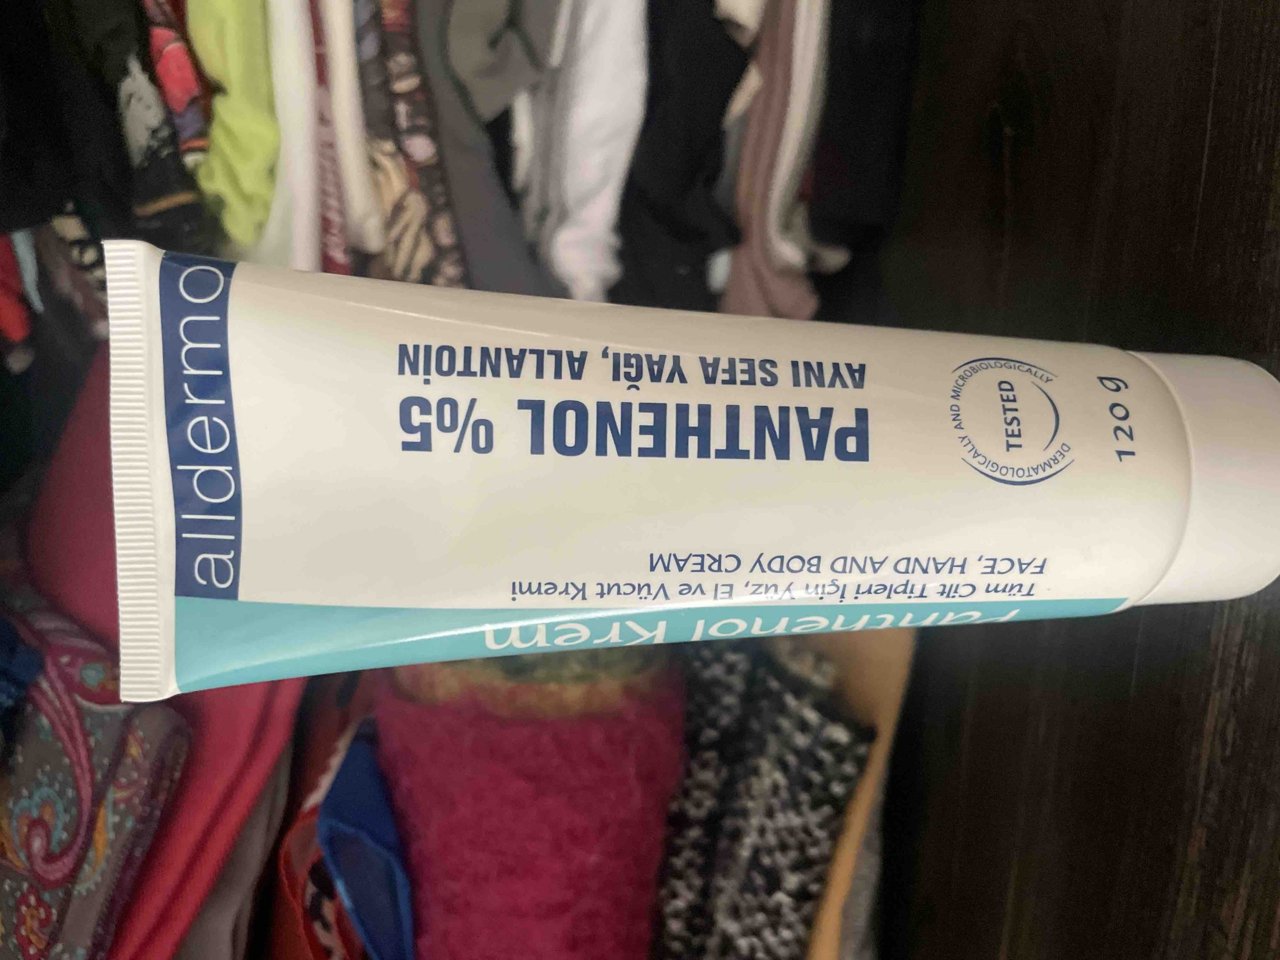 alldermo
Panthenol Krem
Tüm Cilt Tipleri İçin Yüz, El ve Vücut Kremi
FACE, HAND AND BODY CREAM
PANTHENOL %5
AYNI SEFA YAĞI, ALLANTOİN
DERMATOLOGICALLY AND MICROBIOLOGICALLY
TESTED
120 g